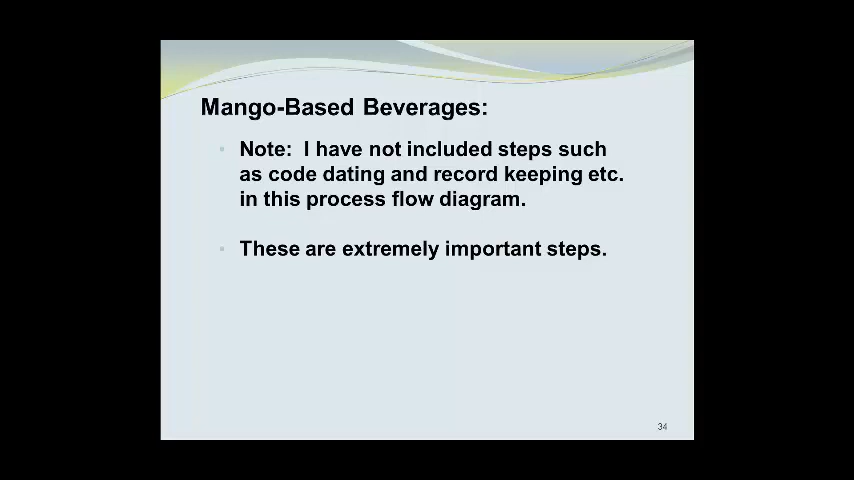 Mango-Based Beverages:
Note:  I have not included steps such
as code dating and record keeping etc.
in this process flow diagram.
These are extremely important steps.
34